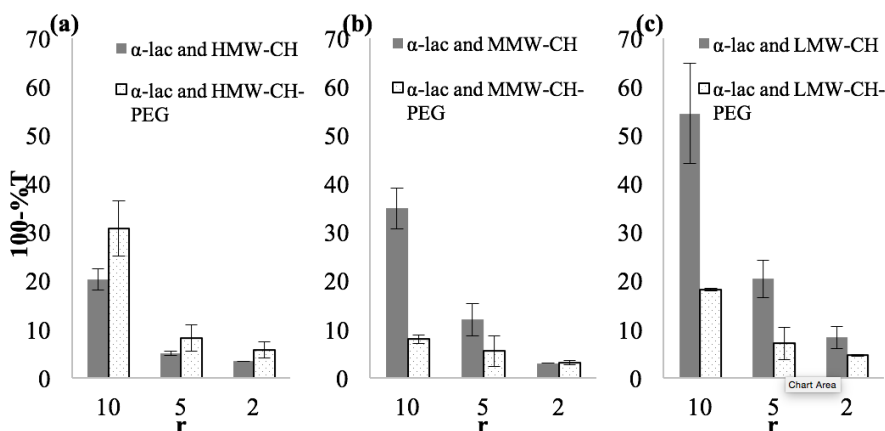 (a)
100-%T
70
60
50
40
30
20
10
0
α-lac and HMW-CH
α-lac and HMW-CH-
PEG
10 5 2
r
(b)
70
60
50
40
30
20
10
0
α-lac and MMW-CH
α-lac and MMW-CH-
PEG
10 5 2
r
(c)
70
60
50
40
30
20
10
0
α-lac and LMW-CH
α-lac and LMW-CH-
PEG
Chart Area
10 5 2
r